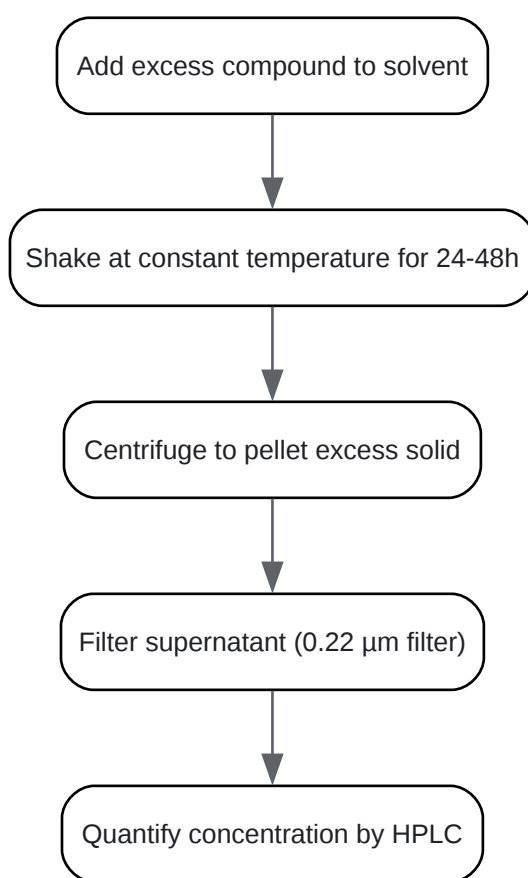 Add excess compound to solvent
Shake at constant temperature for 24-48h
Centrifuge to pellet excess solid
Filter supernatant (0.22 µm filter)
Quantify concentration by HPLC